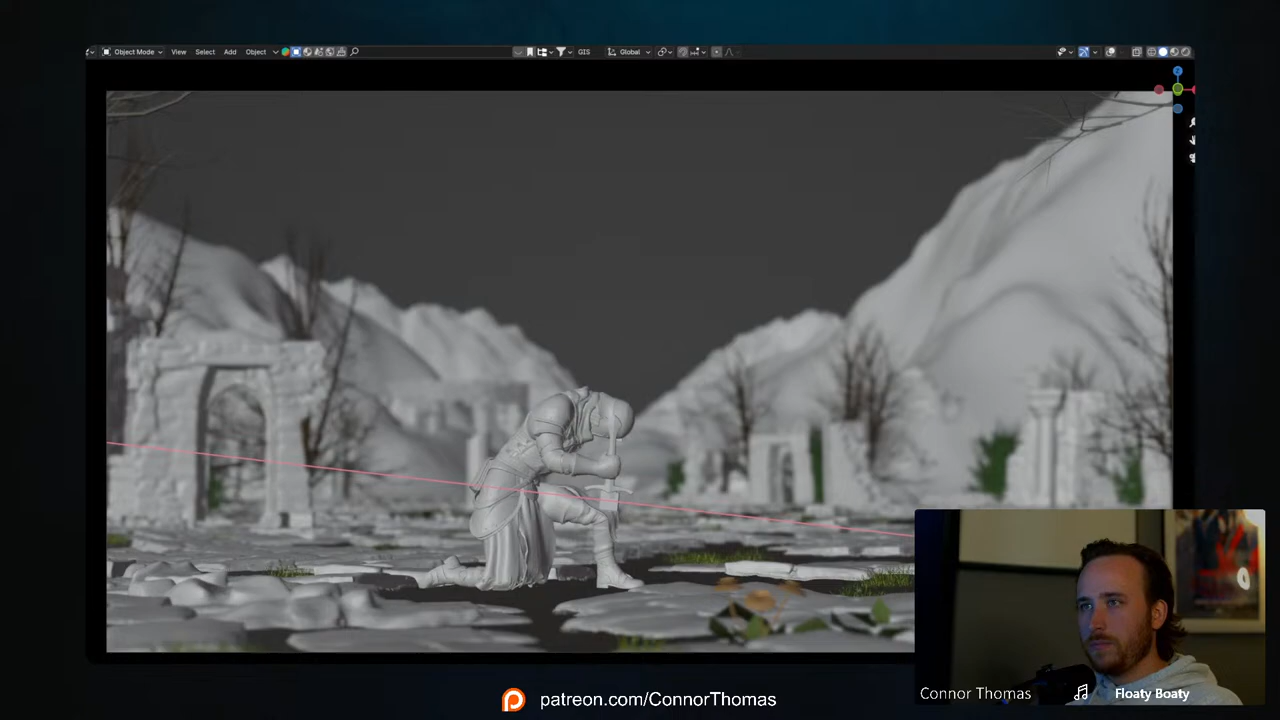 Object Mode View Select Add Object GIS Global
patreon.com/ConnorThomas
Connor Thomas Floaty Boaty